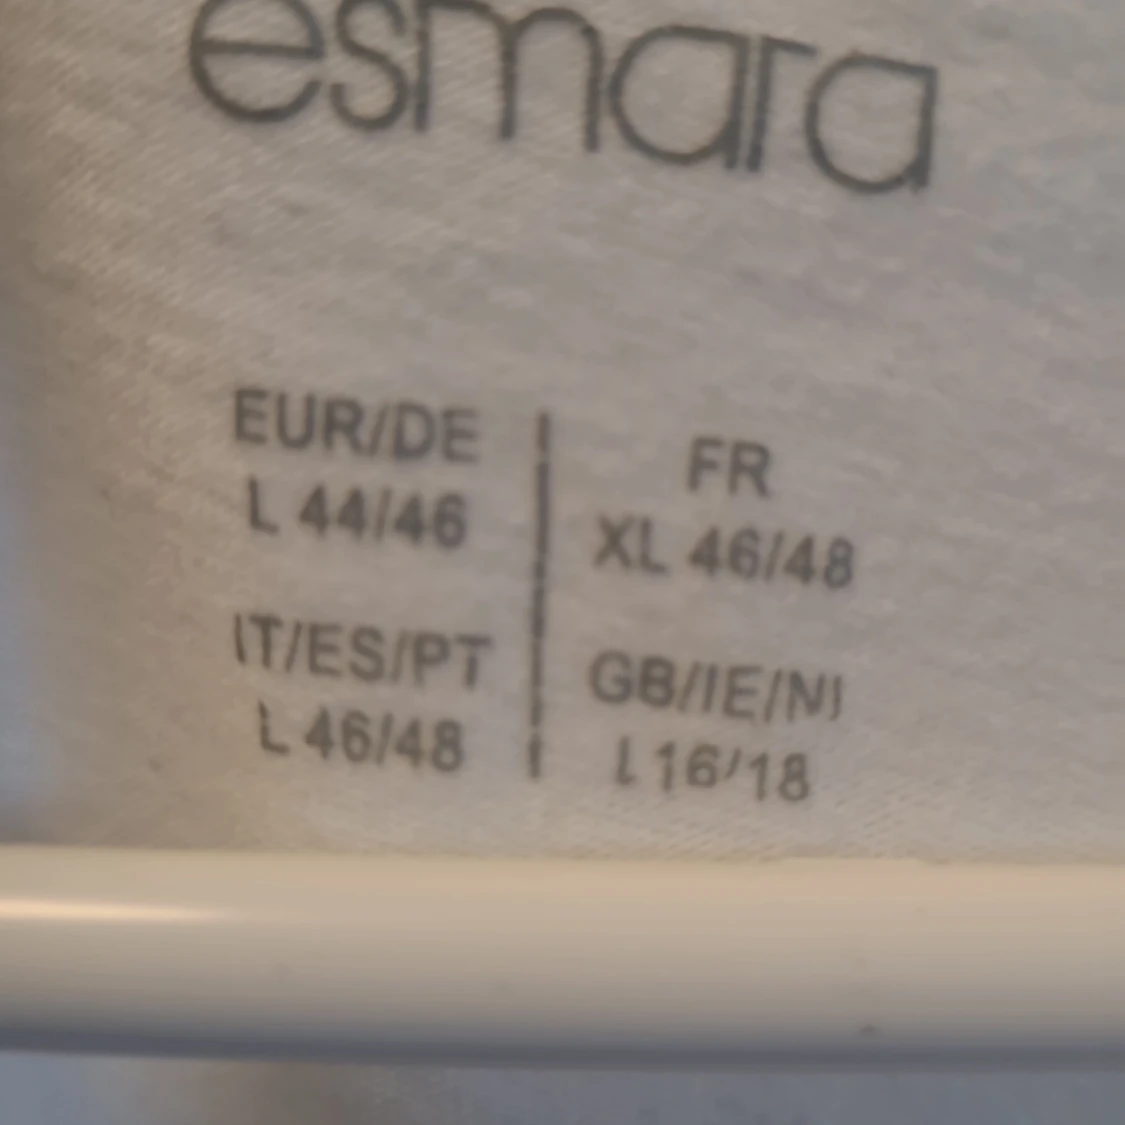 esmara
EUR/DE
L 44/46
FR
XL 46/48
IT/ES/PT
L 46/48
GB/IE/NI
L 16/18